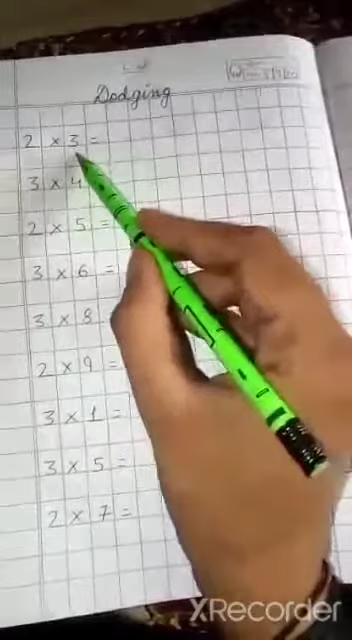 Dodging
2 × 3 =
3 × 4
2 × 5 =
3 × 6 =
3 × 8
2 × 9 =
3 × 1 =
3 × 5 =
2 × 7 =
XRecorder